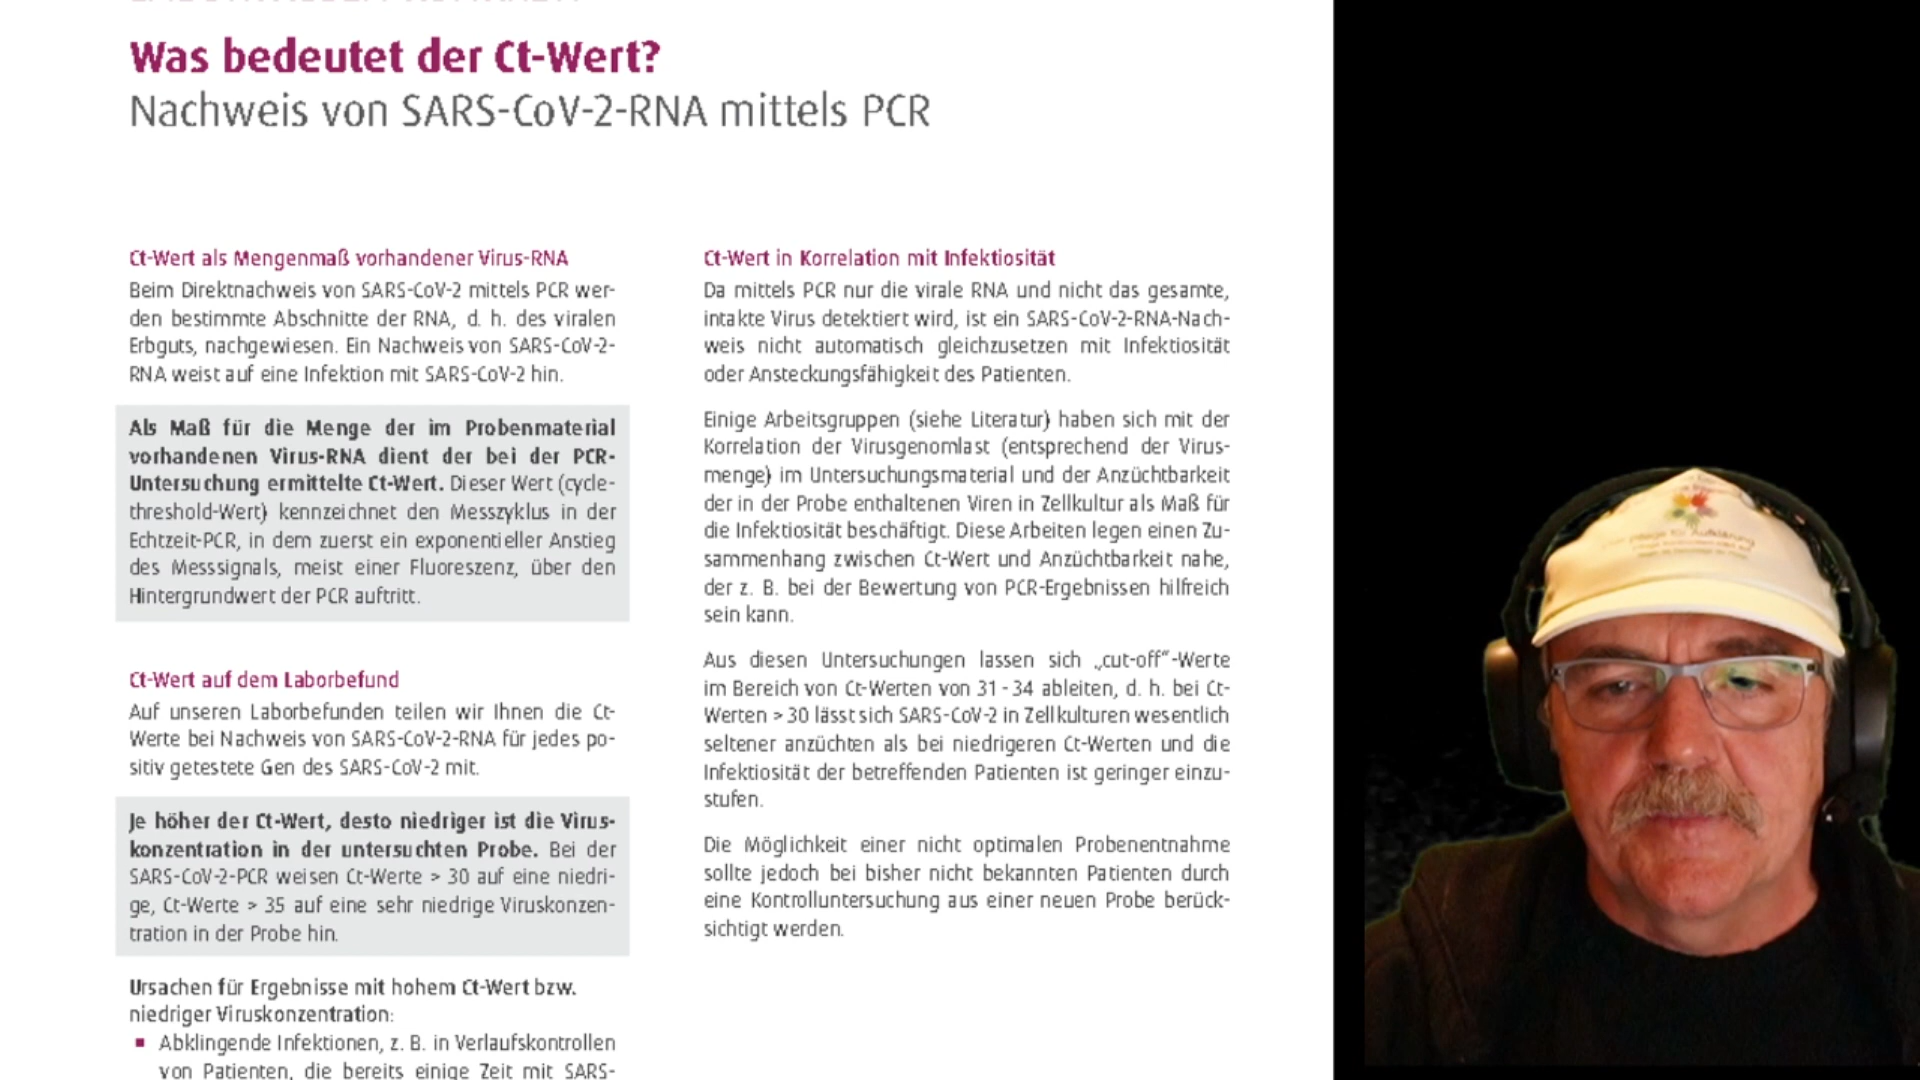 Was bedeutet der Ct-Wert?
Nachweis von SARS-CoV-2-RNA mittels PCR
Ct-Wert als Mengenmaß vorhandener Virus-RNA
Beim Direktnachweis von SARS-CoV-2 mittels PCR wer-
den bestimmte Abschnitte der RNA, d. h. des viralen
Erbguts, nachgewiesen. Ein Nachweis von SARS-CoV-2-
RNA weist auf eine Infektion mit SARS-CoV-2 hin.
Als Maß für die Menge der im Probenmaterial
vorhandenen Virus-RNA dient der bei der PCR-
Untersuchung ermittelte Ct-Wert. Dieser Wert (cycle-
threshold-Wert) kennzeichnet den Messzyklus in der
Echtzeit-PCR, in dem zuerst ein exponentieller Anstieg
des Messsignals, meist einer Fluoreszenz, über den
Hintergrundwert der PCR auftritt.
Ct-Wert auf dem Laborbefund
Auf unseren Laborbefunden teilen wir Ihnen die Ct-
Werte bei Nachweis von SARS-CoV-2-RNA für jedes po-
sitiv getestete Gen des SARS-CoV-2 mit.
Je höher der Ct-Wert, desto niedriger ist die Virus-
konzentration in der untersuchten Probe. Bei der
SARS-CoV-2-PCR weisen Ct-Werte > 30 auf eine niedri-
ge, Ct-Werte > 35 auf eine sehr niedrige Viruskonzen-
tration in der Probe hin.
Ursachen für Ergebnisse mit hohem Ct-Wert bzw.
niedriger Viruskonzentration:
■ Abklingende Infektionen, z. B. in Verlaufskontrollen
von Patienten, die bereits einige Zeit mit SARS-
Ct-Wert in Korrelation mit Infektiosität
Da mittels PCR nur die virale RNA und nicht das gesamte,
intakte Virus detektiert wird, ist ein SARS-CoV-2-RNA-Nach-
weis nicht automatisch gleichzusetzen mit Infektiosität
oder Ansteckungsfähigkeit des Patienten.
Einige Arbeitsgruppen (siehe Literatur) haben sich mit der
Korrelation der Virusgenomlast (entsprechend der Virus-
menge) im Untersuchungsmaterial und der Anzüchtbarkeit
der in der Probe enthaltenen Viren in Zellkultur als Maß für
die Infektiosität beschäftigt. Diese Arbeiten legen einen Zu-
sammenhang zwischen Ct-Wert und Anzüchtbarkeit nahe,
der z. B. bei der Bewertung von PCR-Ergebnissen hilfreich
sein kann.
Aus diesen Untersuchungen lassen sich „cut-off“-Werte
im Bereich von Ct-Werten von 31 - 34 ableiten, d. h. bei Ct-
Werten > 30 lässt sich SARS-CoV-2 in Zellkulturen wesentlich
seltener anzüchten als bei niedrigeren Ct-Werten und die
Infektiosität der betreffenden Patienten ist geringer einzu-
stufen.
Die Möglichkeit einer nicht optimalen Probenentnahme
sollte jedoch bei bisher nicht bekannten Patienten durch
eine Kontrolluntersuchung aus einer neuen Probe berück-
sichtigt werden.